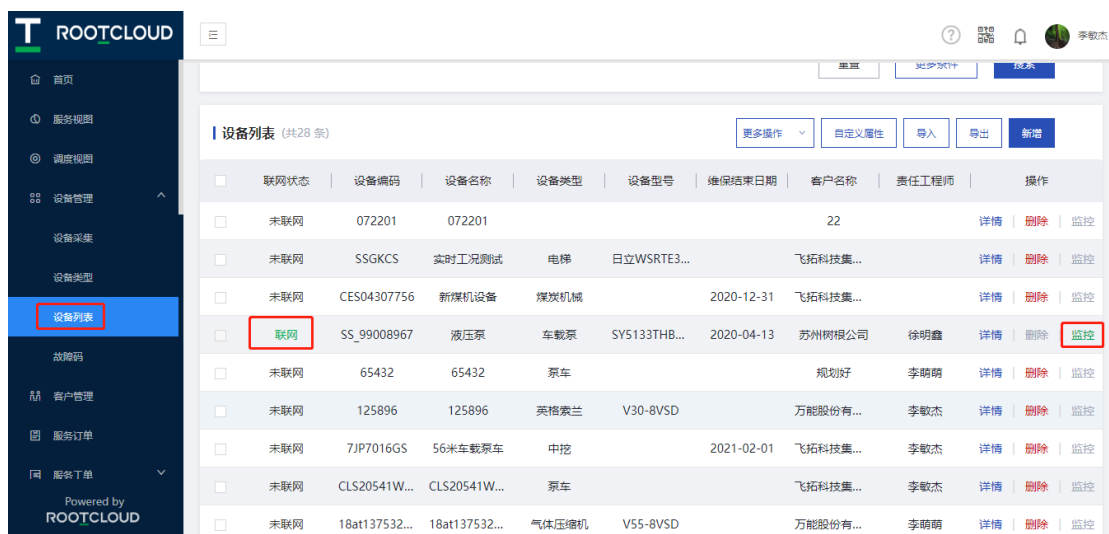 ROOTCLOUD
李敏杰
首页
服务视图
调度视图
设备管理
设备采集
设备类型
设备列表
故障码
客户管理
服务订单
服务工单
Powered by
ROOTCLOUD
重置 更多条件 搜索
设备列表 (共28 条) 更多操作 自定义属性 导入 导出 新增
联网状态 设备编码 设备名称 设备类型 设备型号 维保结束日期 客户名称 责任工程师 操作
未联网 072201 072201 22 详情 删除 监控
未联网 SSGKCS 实时工况测试 电梯 日立WSRTE3... 飞拓科技集... 详情 删除 监控
未联网 CES04307756 新煤机设备 煤炭机械 2020-12-31 飞拓科技集... 详情 删除 监控
联网 SS_99008967 液压泵 车载泵 SY5133THB... 2020-04-13 苏州树根公司 徐明鑫 详情 删除 监控
未联网 65432 65432 泵车 规划好 李萌萌 详情 删除 监控
未联网 125896 125896 英格索兰 V30-8VSD 万能股份有... 李敏杰 详情 删除 监控
未联网 7JP7016GS 56米车载泵车 中挖 2021-02-01 飞拓科技集... 李敏杰 详情 删除 监控
未联网 CLS20541W... CLS20541W... 泵车 飞拓科技集... 李敏杰 详情 删除 监控
未联网 18at137532... 18at137532... 气体压缩机 V55-8VSD 万能股份有... 李萌萌 详情 删除 监控